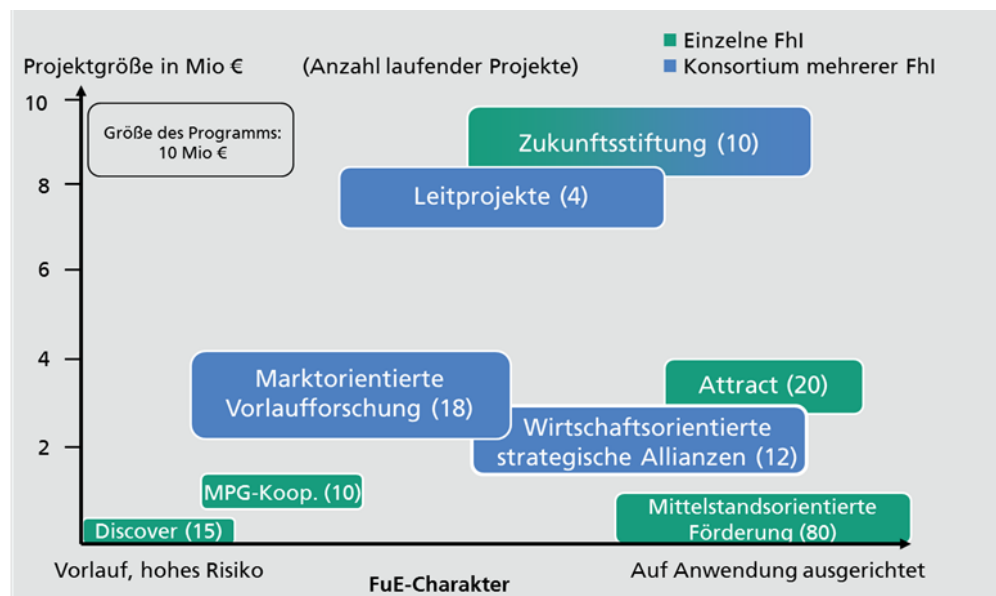 Einzelne FhI
Projektgröße in Mio €
(Anzahl laufender Projekte)
Konsortium mehrerer FhI
10
Größe des Programms:
10 Mio €
Zukunftsstiftung (10)
8
Leitprojekte (4)
6
4
Marktorientierte
Vorlaufforschung (18)
Attract (20)
Wirtschaftsorientierte
strategische Allianzen (12)
2
MPG-Koop. (10)
Mittelstandsorientierte
Förderung (80)
Discover (15)
Vorlauf, hohes Risiko
FuE-Charakter
Auf Anwendung ausgerichtet